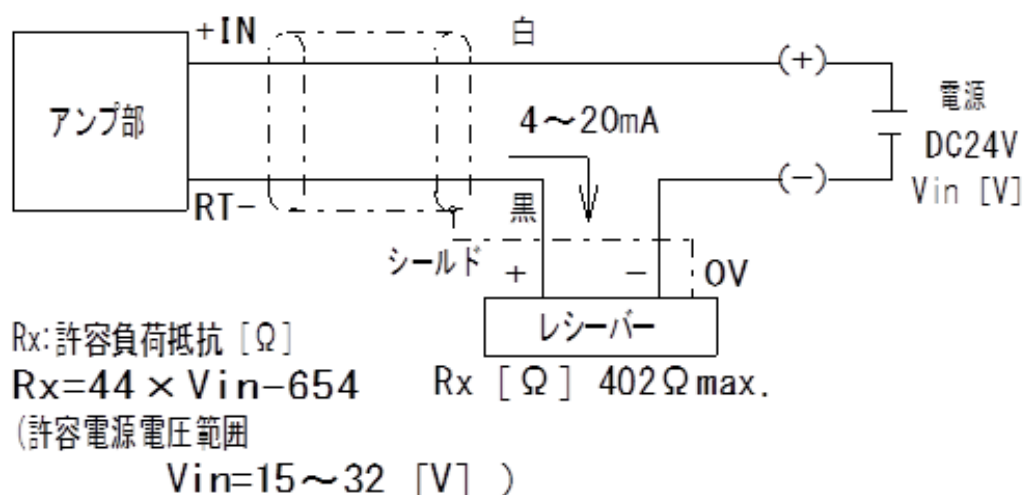 +IN
白
(+)
アンプ部
4～20mA
電源
DC24V
Vin [V]
(-)
RT-
黒
シールド
+
-
0V
レシーバー
Rx:許容負荷抵抗 [Ω]
Rx=44×Vin-654
Rx [Ω] 402Ωmax.
(許容電源電圧範囲
Vin=15～32 [V] )